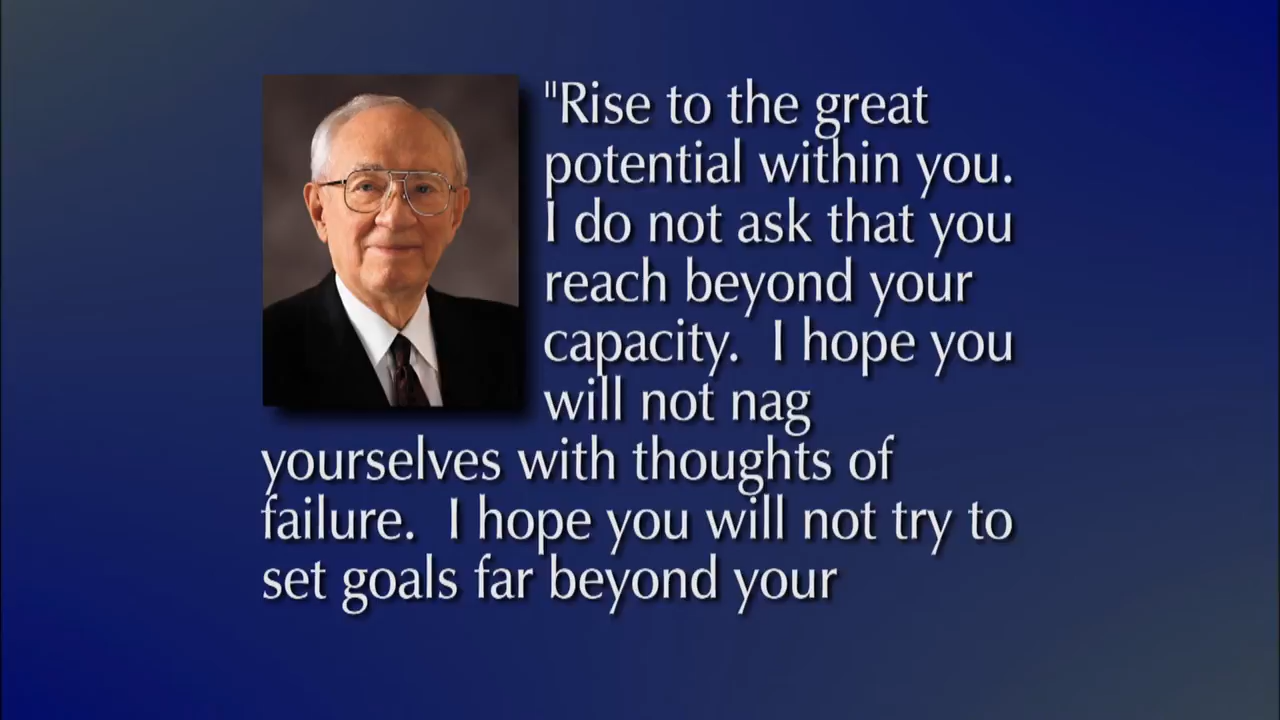 "Rise to the great
potential within you.
I do not ask that you
reach beyond your
capacity.  I hope you
will not nag
yourselves with thoughts of
failure.  I hope you will not try to
set goals far beyond your